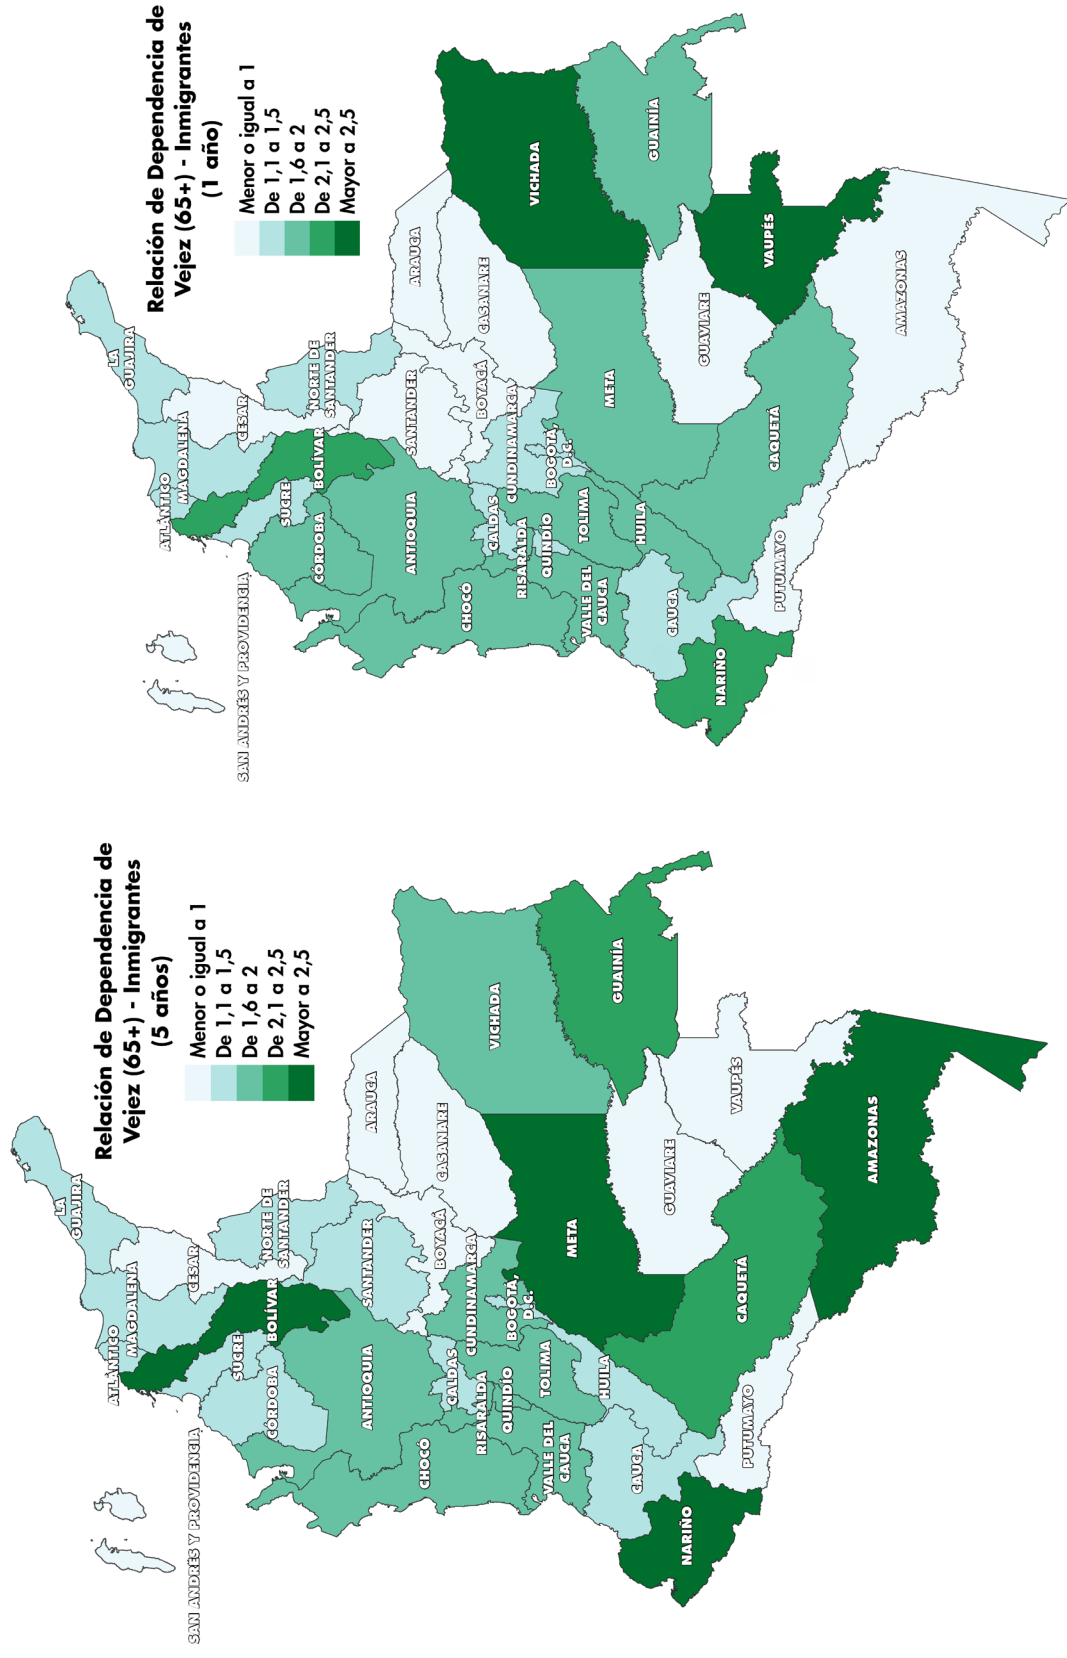 Relación de Dependencia de
Vejez (65+) - Inmigrantes
(5 años)
Menor o igual a 1
De 1,1 a 1,5
De 1,6 a 2
De 2,1 a 2,5
Mayor a 2,5
LA
GUAJIRA
ATLÁNTICO
MAGDALENA
CESAR
SAN ANDRÉS Y PROVIDENCIA
SUCRE
BOLÍVAR
NORTE DE
SANTANDER
CÓRDOBA
ANTIOQUIA
SANTANDER
ARAUCA
CHOCÓ
CALDAS
BOYACÁ
CASANARE
RISARALDA
CUNDINAMARCA
VICHADA
QUINDÍO
BOGOTÁ,
D.C.
TOLIMA
VALLE DEL
CAUCA
META
HUILA
GUAINÍA
CAUCA
GUAVIARE
NARIÑO
VAUPÉS
CAQUETÁ
PUTUMAYO
AMAZONAS
Relación de Dependencia de
Vejez (65+) - Inmigrantes
(1 año)
Menor o igual a 1
De 1,1 a 1,5
De 1,6 a 2
De 2,1 a 2,5
Mayor a 2,5
LA
GUAJIRA
ATLÁNTICO
MAGDALENA
CESAR
SAN ANDRÉS Y PROVIDENCIA
SUCRE
BOLÍVAR
NORTE DE
SANTANDER
CÓRDOBA
ANTIOQUIA
SANTANDER
ARAUCA
CHOCÓ
CALDAS
BOYACÁ
CASANARE
RISARALDA
CUNDINAMARCA
VICHADA
QUINDÍO
BOGOTÁ,
D.C.
TOLIMA
VALLE DEL
CAUCA
META
HUILA
GUAINÍA
CAUCA
GUAVIARE
NARIÑO
VAUPÉS
CAQUETÁ
PUTUMAYO
AMAZONAS